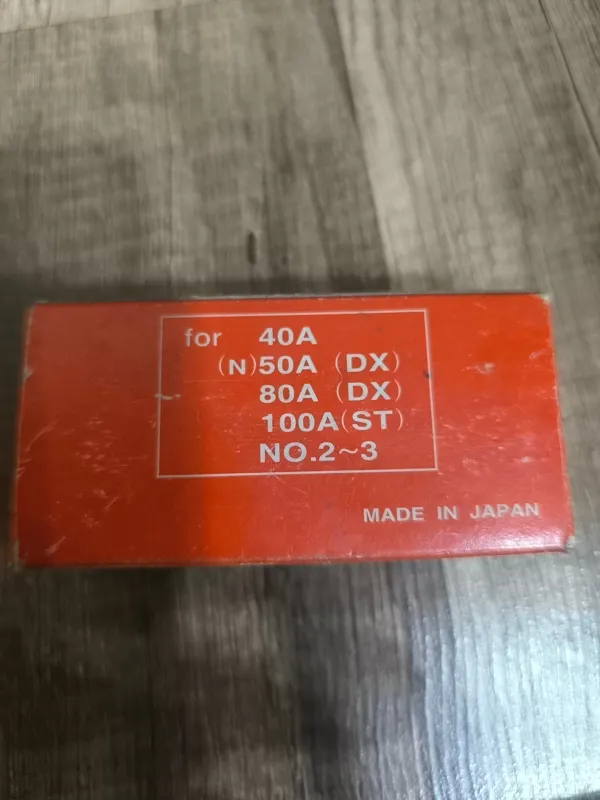 for 40A
(N)50A (DX)
80A (DX)
100A(ST)
NO.2~3
MADE IN JAPAN